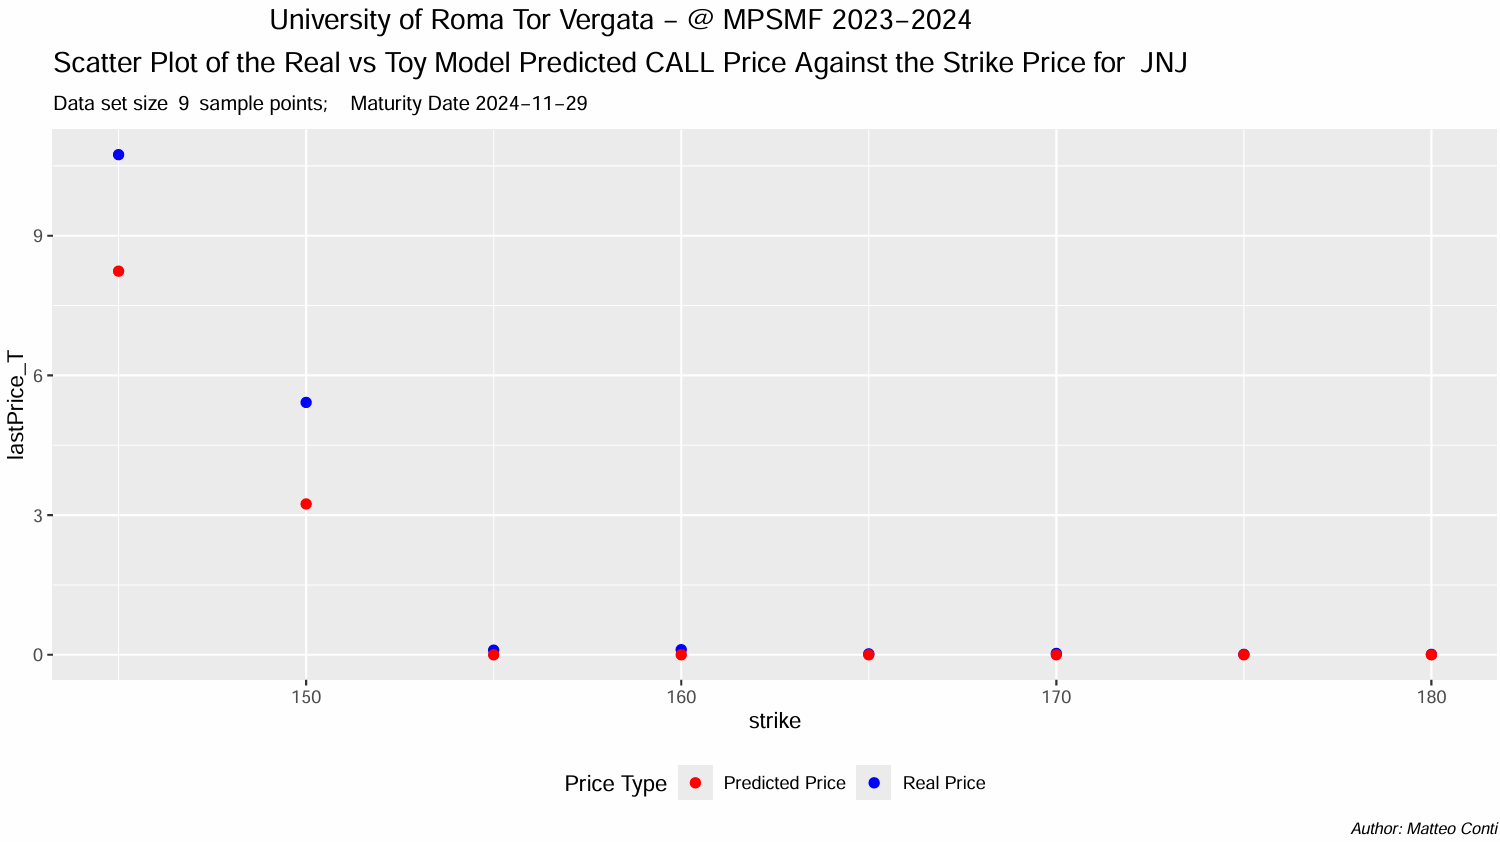 University of Roma Tor Vergata – @ MPSMF 2023–2024
Scatter Plot of the Real vs Toy Model Predicted CALL Price Against the Strike Price for  JNJ
Data set size  9  sample points;    Maturity Date 2024–11–29
lastPrice_T
9
6
3
0
150
160
170
180
strike
Price Type
Predicted Price
Real Price
Author: Matteo Conti